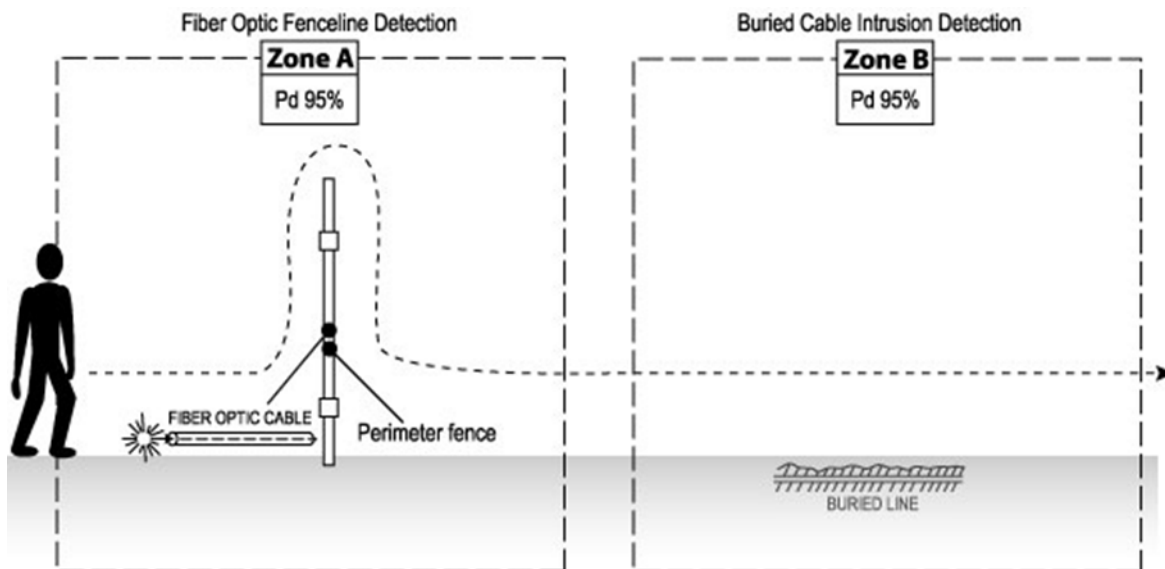 Fiber Optic Fenceline Detection
Zone A
Pd 95%
Buried Cable Intrusion Detection
Zone B
Pd 95%
FIBER OPTIC CABLE
Perimeter fence
BURIED LINE